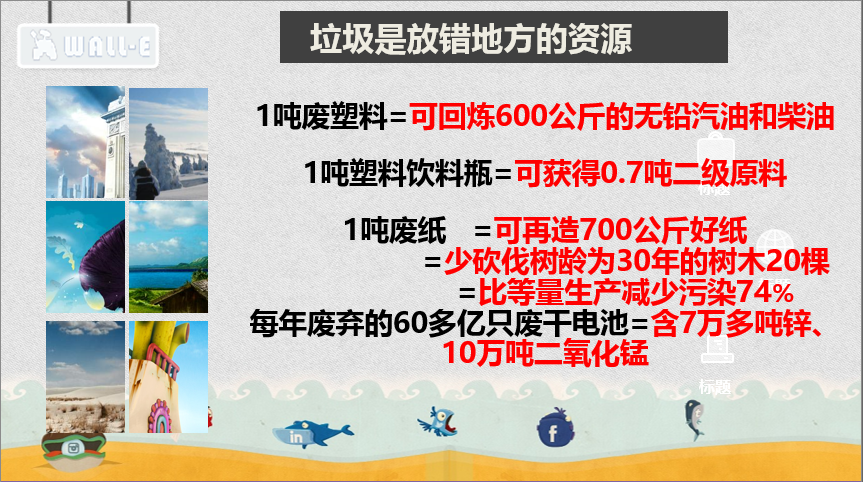 WALL-E
垃圾是放错地方的资源
1吨废塑料=可回炼600公斤的无铅汽油和柴油
1吨塑料饮料瓶=可获得0.7吨二级原料
标题
1吨废纸 =可再造700公斤好纸
=少砍伐树龄为30年的树木20棵
=比等量生产减少污染74%
每年废弃的60多亿只废干电池=含7万多吨锌、
10万吨二氧化锰
标题
in
f